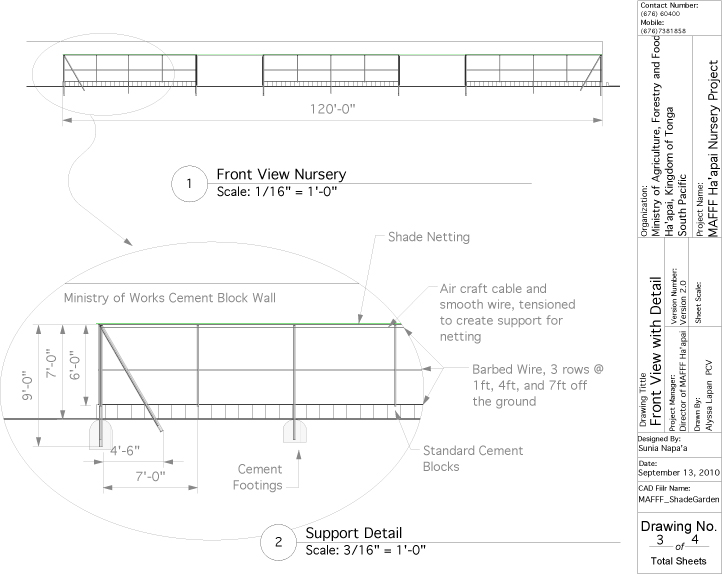 120'-0"
1
Front View Nursery
Scale: 1/16" = 1'-0"
Shade Netting
Ministry of Works Cement Block Wall
Air craft cable and
smooth wire, tensioned
to create support for
netting
Barbed Wire, 3 rows @
1ft, 4ft, and 7ft off
the ground
9'-0"
7'-0"
6'-0"
4'-6"
7'-0"
Standard Cement
Blocks
Cement
Footings
2
Support Detail
Scale: 3/16" = 1'-0"
Contact Number:
(676) 60400
Mobile:
(676)7381858
Organization:
Ministry of Agriculture, Forestry and Food
Ha'apai, Kingdom of Tonga
South Pacific
Project Name:
MAFFF Ha'apai Nursery Project
Drawing Tittle
Front View with Detail
Version Number:
Version 2.0
Sheet Scale:
Project Manager:
Director of MAFFF Ha'apai
Drawn By:
Alyssa Lapan PCV
Designed By:
Sunia Napa'a
Date:
September 13, 2010
CAD Fiilr Name:
MAFFF_ShadeGarden
Drawing No.
3 of 4
Total Sheets